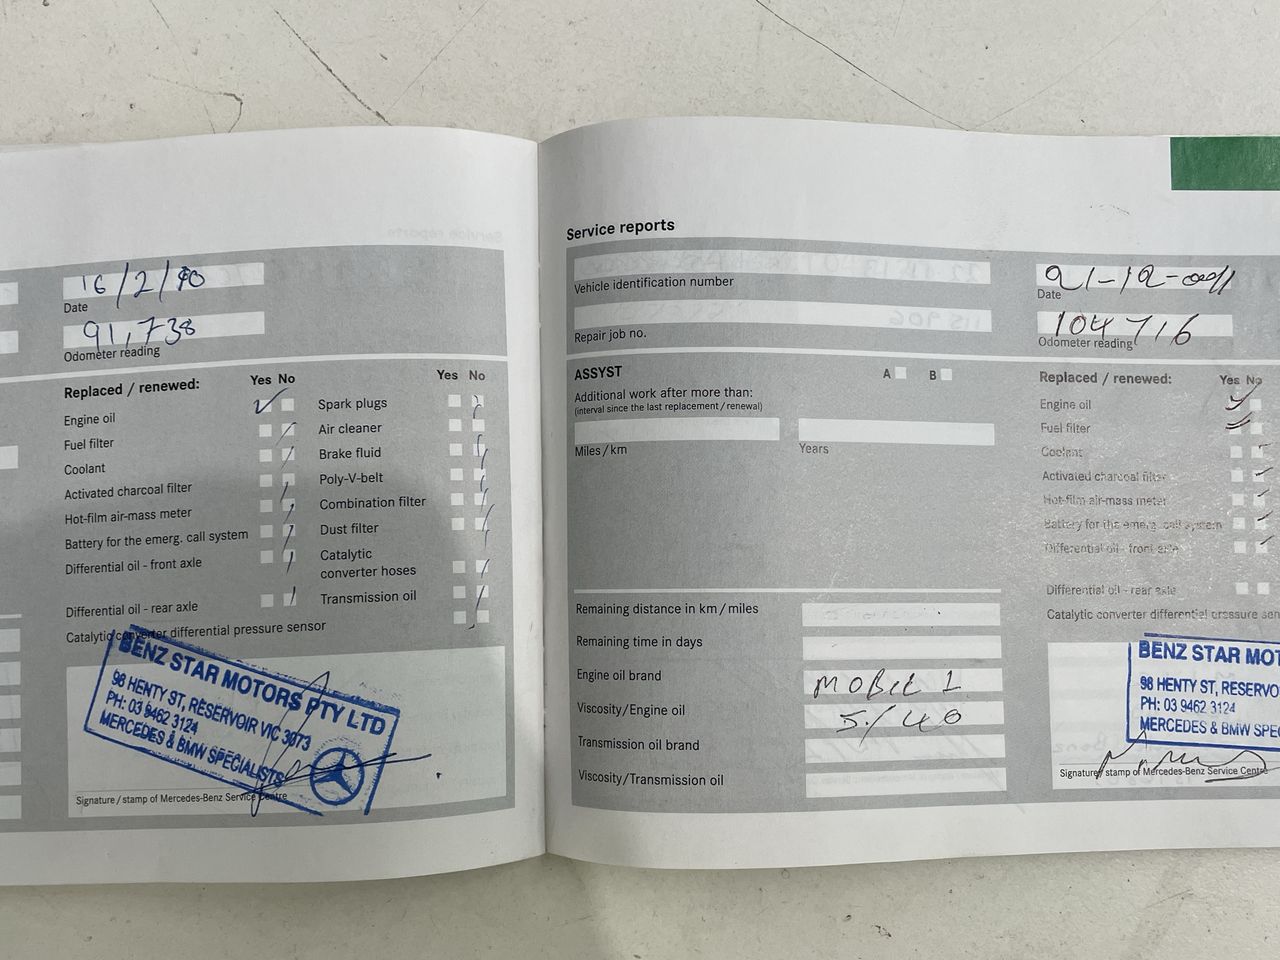 16/2/10
Date
91,738
Odometer reading
Replaced / renewed:
Yes No
Yes No
Engine oil
Fuel filter
Coolant
Activated charcoal filter
Hot-film air-mass meter
Battery for the emerg. call system
Differential oil - front axle
Differential oil - rear axle
Catalytic converter differential pressure sensor
Spark plugs
Air cleaner
Brake fluid
Poly-V-belt
Combination filter
Dust filter
Catalytic
converter hoses
Transmission oil
BENZ STAR MOTORS PTY LTD
98 HENTY ST, RESERVOIR VIC 3073
PH: 03 9462 3124
MERCEDES & BMW SPECIALISTS
Signature / stamp of Mercedes-Benz Service Centre
Service reports
Vehicle identification number
Repair job no.
ASSYST
A
B
Additional work after more than:
(interval since the last replacement / renewal)
Miles / km
Years
Remaining distance in km / miles
Remaining time in days
Engine oil brand
MOBIL 1
Viscosity / Engine oil
5/40
Transmission oil brand
Viscosity / Transmission oil
Date
104716
Odometer reading
Replaced / renewed:
Yes No
Engine oil
Fuel filter
Coolant
Activated charcoal filter
Hot-film air-mass meter
Battery for the emerg. call system
Differential oil - front axle
Differential oil - rear axle
Catalytic converter differential pressure sen
BENZ STAR MOT
98 HENTY ST, RESERVO
PH: 03 9462 3124
MERCEDES & BMW SPEC
Signature / stamp of Mercedes-Benz Service Centre